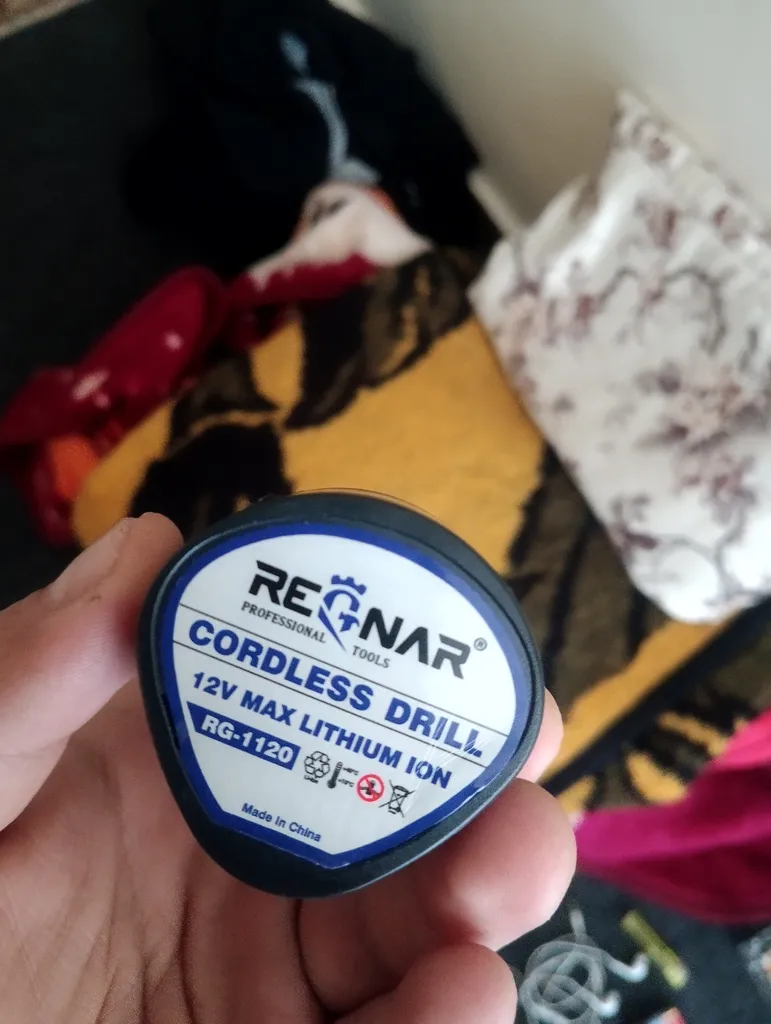 REGNAR®
PROFESSIONAL TOOLS
CORDLESS DRILL
12V MAX LITHIUM ION
RG-1120
Made in China